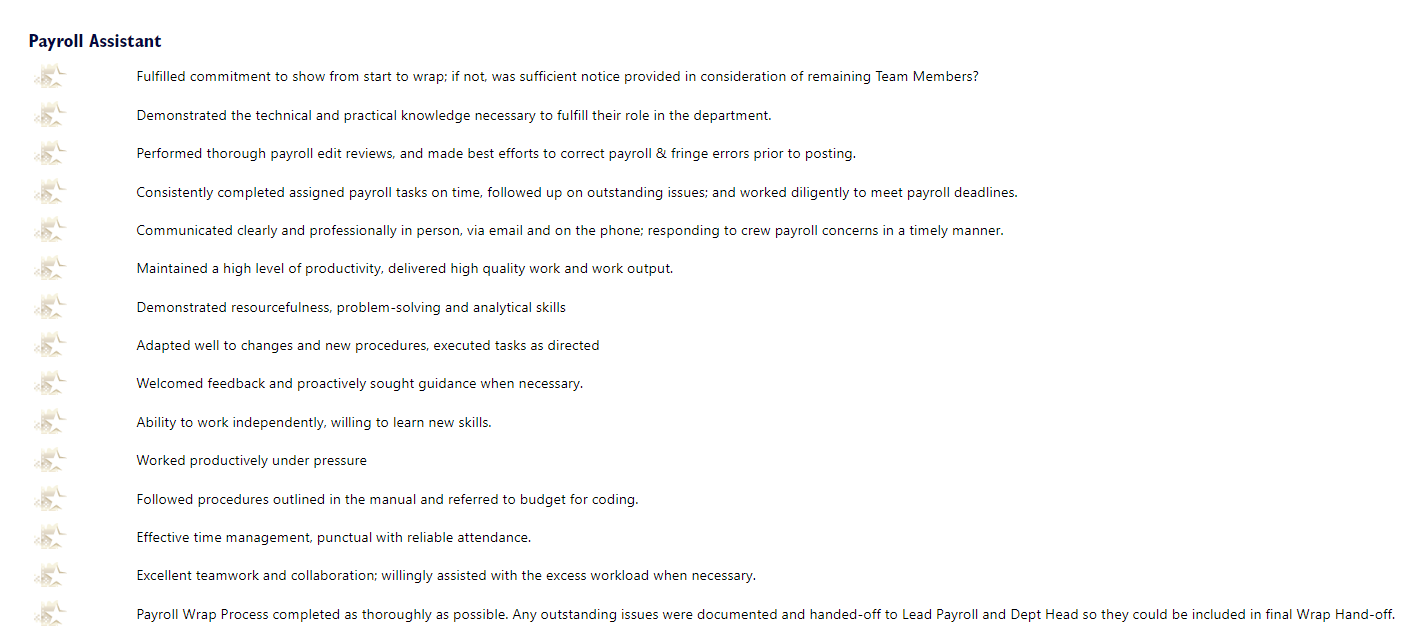 Payroll Assistant
Fulfilled commitment to show from start to wrap; if not, was sufficient notice provided in consideration of remaining Team Members?
Demonstrated the technical and practical knowledge necessary to fulfill their role in the department.
Performed thorough payroll edit reviews, and made best efforts to correct payroll & fringe errors prior to posting.
Consistently completed assigned payroll tasks on time, followed up on outstanding issues; and worked diligently to meet payroll deadlines.
Communicated clearly and professionally in person, via email and on the phone; responding to crew payroll concerns in a timely manner.
Maintained a high level of productivity, delivered high quality work and work output.
Demonstrated resourcefulness, problem-solving and analytical skills
Adapted well to changes and new procedures, executed tasks as directed
Welcomed feedback and proactively sought guidance when necessary.
Ability to work independently, willing to learn new skills.
Worked productively under pressure
Followed procedures outlined in the manual and referred to budget for coding.
Effective time management, punctual with reliable attendance.
Excellent teamwork and collaboration; willingly assisted with the excess workload when necessary.
Payroll Wrap Process completed as thoroughly as possible. Any outstanding issues were documented and handed-off to Lead Payroll and Dept Head so they could be included in final Wrap Hand-off.